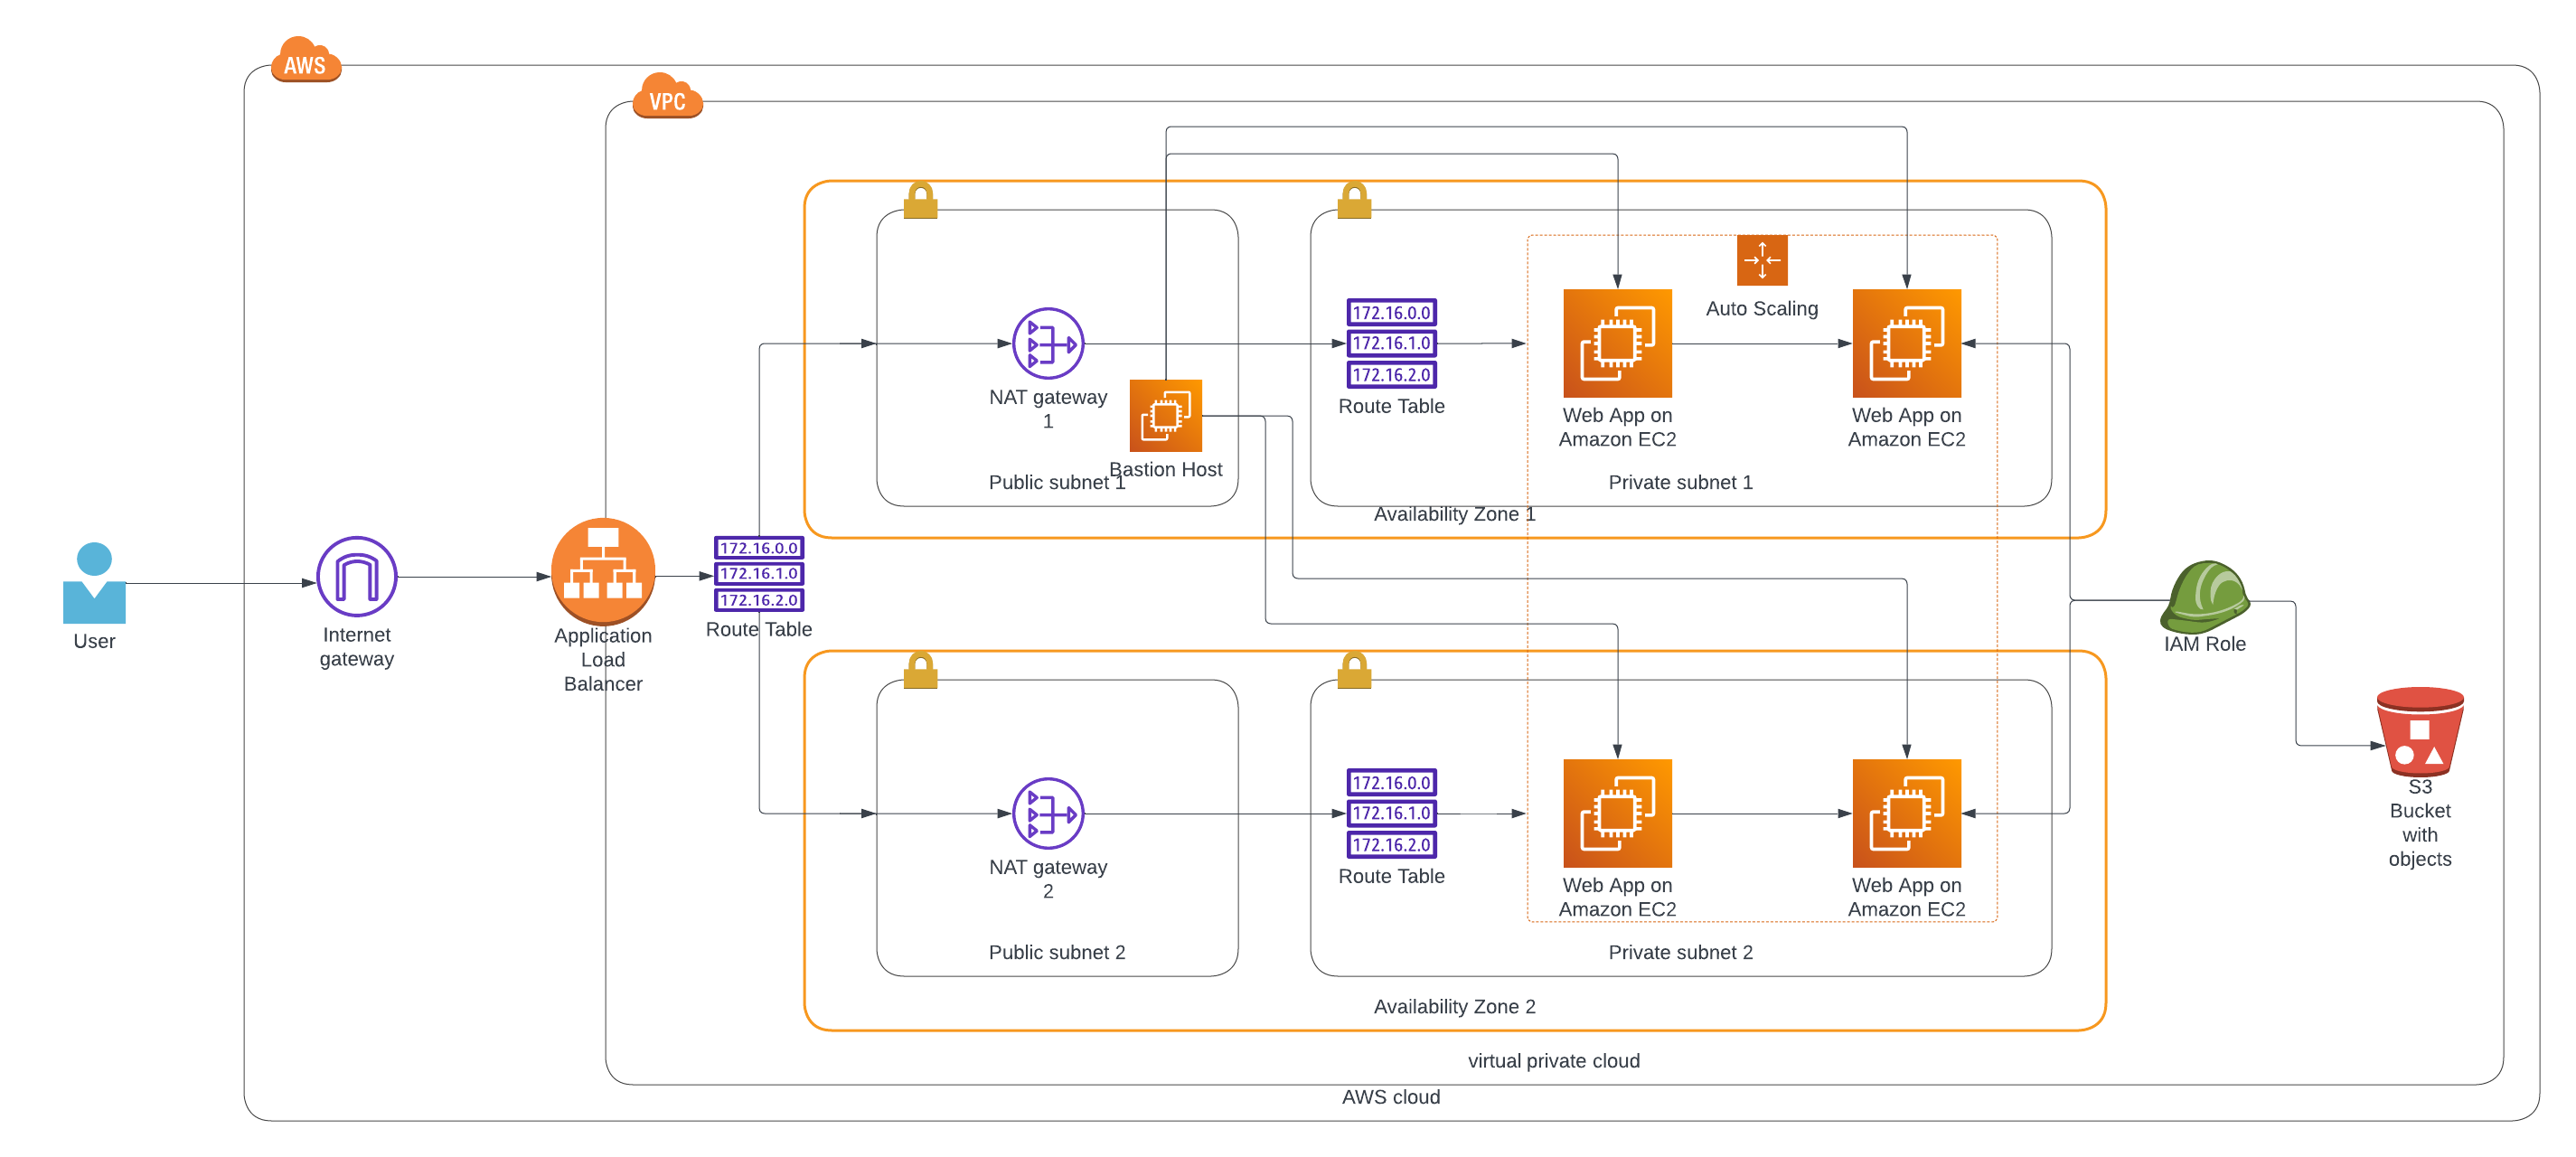 AWS
VPC
172.16.0.0
172.16.1.0
172.16.2.0
Route Table
Auto Scaling
NAT gateway
1
Bastion Host
Public subnet 1
Web App on
Amazon EC2
Web App on
Amazon EC2
Private subnet 1
Availability Zone 1
User
Internet
gateway
Application
Load
Balancer
172.16.0.0
172.16.1.0
172.16.2.0
Route Table
IAM Role
S3
Bucket
with
objects
NAT gateway
2
Public subnet 2
172.16.0.0
172.16.1.0
172.16.2.0
Route Table
Web App on
Amazon EC2
Web App on
Amazon EC2
Private subnet 2
Availability Zone 2
virtual private cloud
AWS cloud